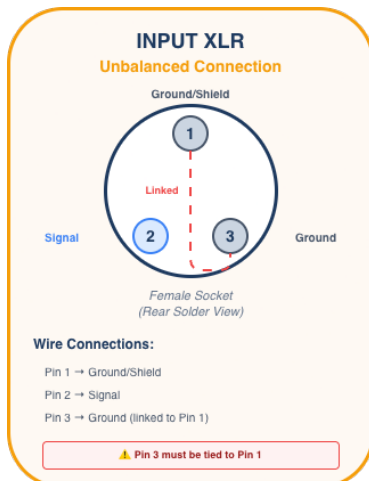 INPUT XLR
Unbalanced Connection
Ground/Shield
1
Linked
Signal
2
3
Ground
Female Socket
(Rear Solder View)
Wire Connections:
Pin 1 → Ground/Shield
Pin 2 → Signal
Pin 3 → Ground (linked to Pin 1)
⚠️ Pin 3 must be tied to Pin 1